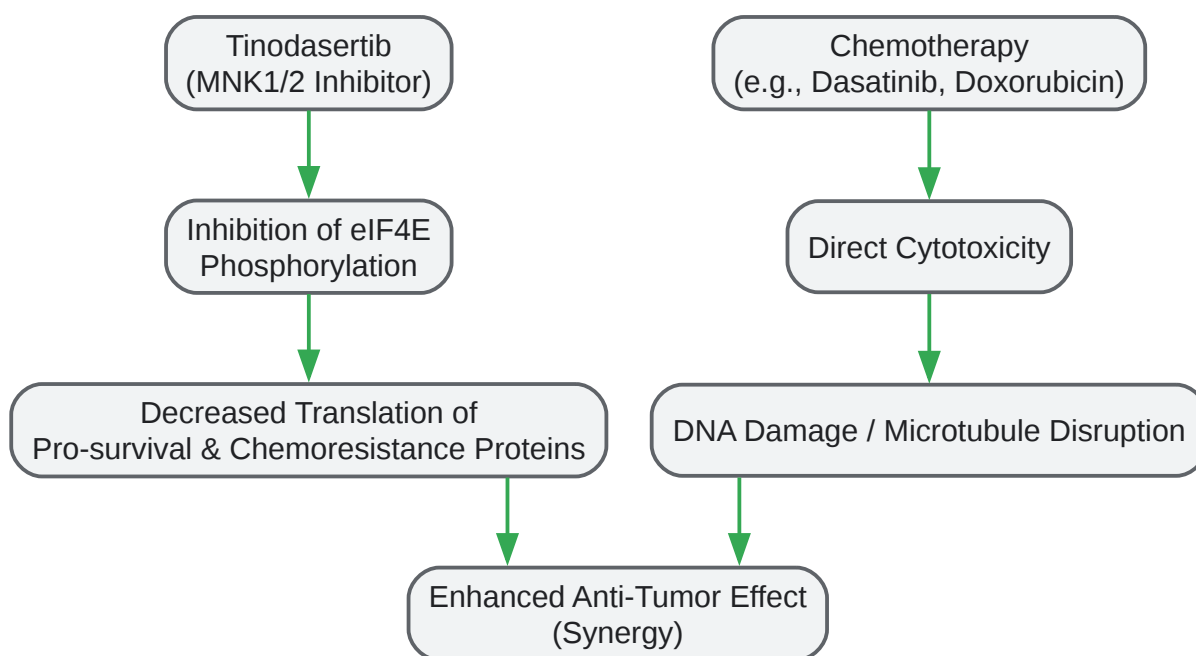 Tinodasertib
(MNK1/2 Inhibitor)
Chemotherapy
(e.g., Dasatinib, Doxorubicin)
Inhibition of eIF4E
Phosphorylation
Direct Cytotoxicity
Decreased Translation of
Pro-survival & Chemoresistance Proteins
DNA Damage / Microtubule Disruption
Enhanced Anti-Tumor Effect
(Synergy)